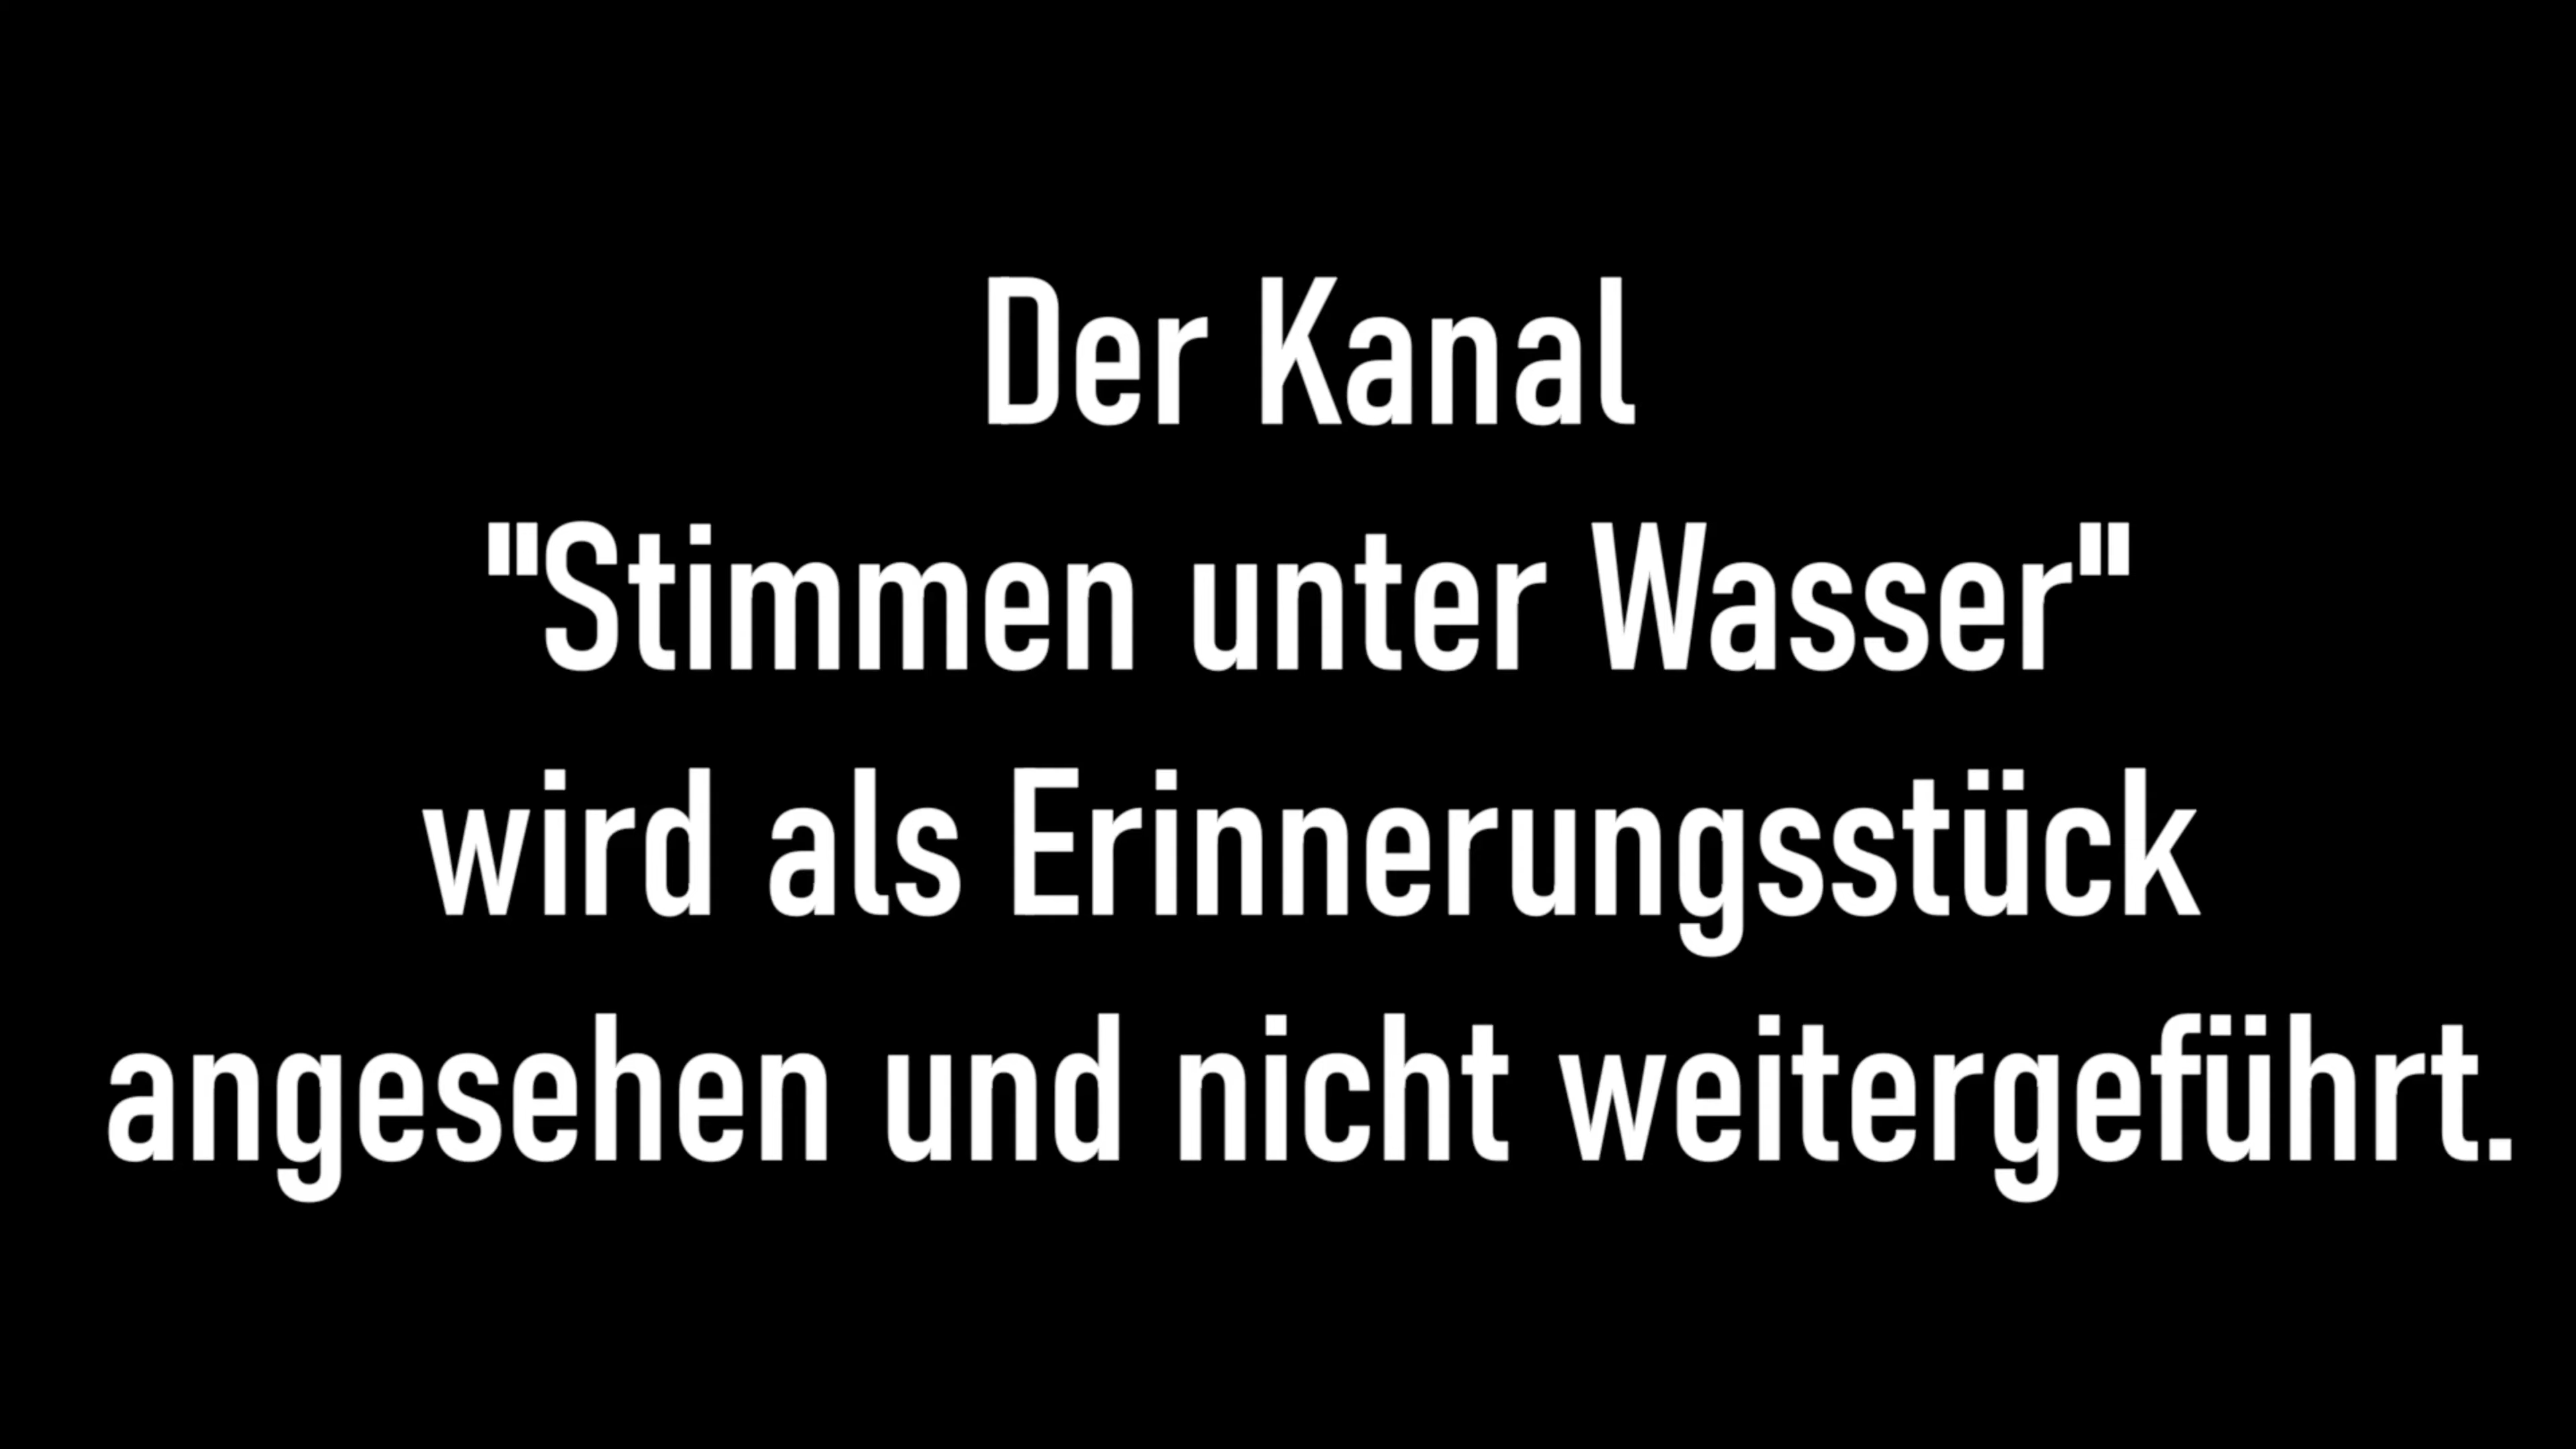 Der Kanal
"Stimmen unter Wasser"
wird als Erinnerungsstück
angesehen und nicht weitergeführt.